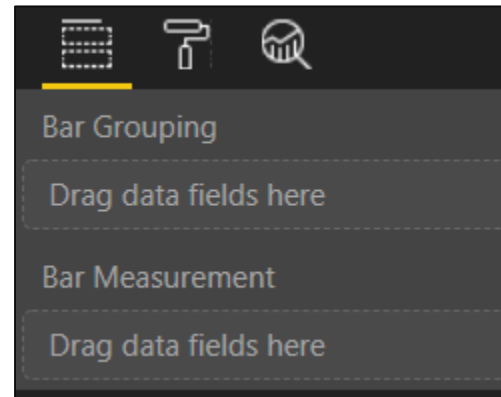 Bar Grouping
Drag data fields here
Bar Measurement
Drag data fields here